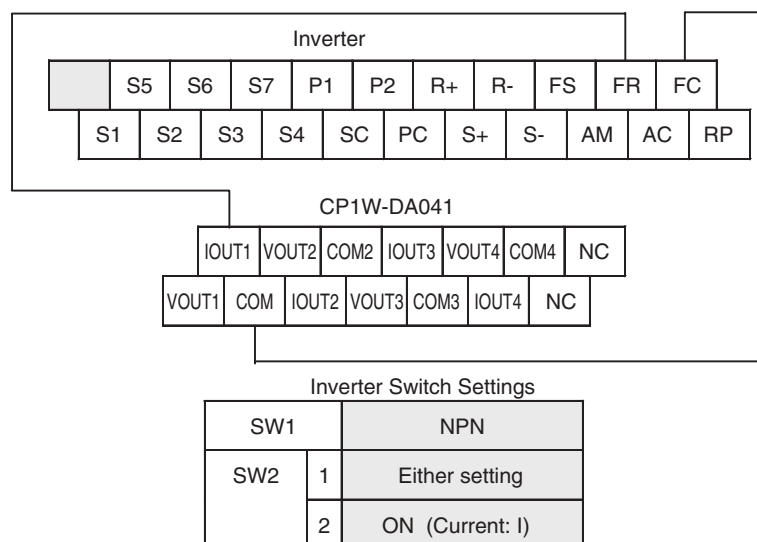 Inverter
S5 S6 S7 P1 P2 R+ R- FS FR FC
S1 S2 S3 S4 SC PC S+ S- AM AC RP
CP1W-DA041
IOUT1 VOUT2 COM2 IOUT3 VOUT4 COM4 NC
VOUT1 COM IOUT2 VOUT3 COM3 IOUT4 NC
Inverter Switch Settings
SW1 NPN
SW2 1 Either setting
2 ON (Current: I)